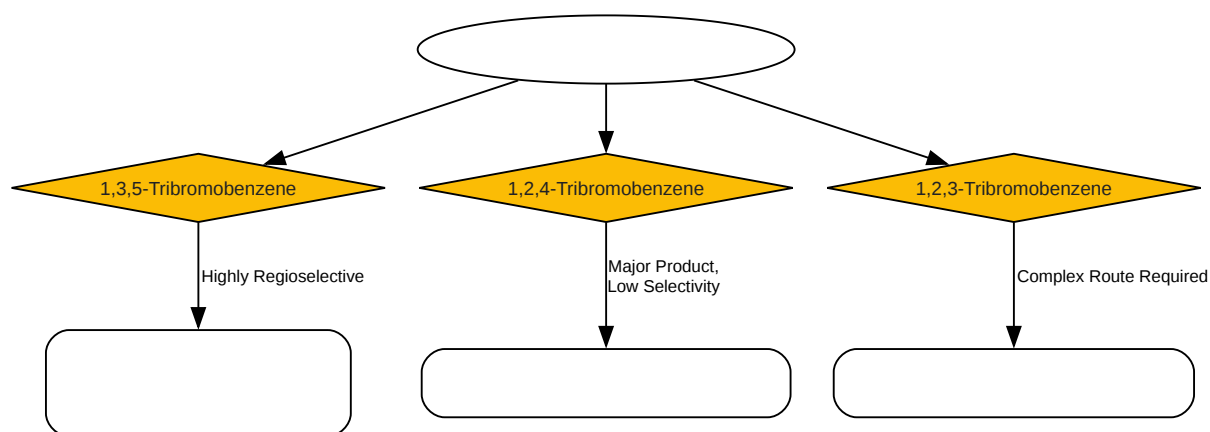 1,3,5-Tribromobenzene
1,2,4-Tribromobenzene
1,2,3-Tribromobenzene
Highly Regioselective
Major Product,
Low Selectivity
Complex Route Required